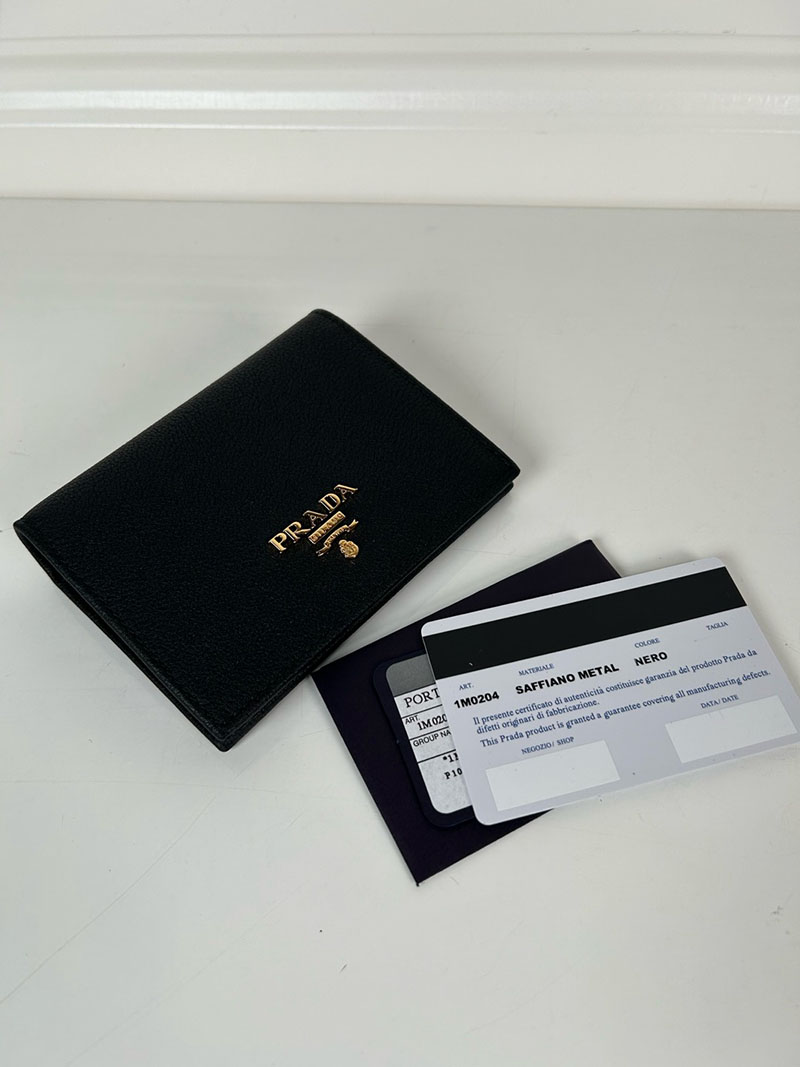 PRADA
MILANO
PORT
ART.
1M020
GROUP NA
*11
P10
ART.
MATERIALE
COLORE
TAGLIA
1M0204 SAFFIANO METAL NERO
Il presente certificato di autenticità costituisce garanzia del prodotto Prada da
difetti originari di fabbricazione.
This Prada product is granted a guarantee covering all manufacturing defects.
NEGOZIO/ SHOP
DATA/ DATE